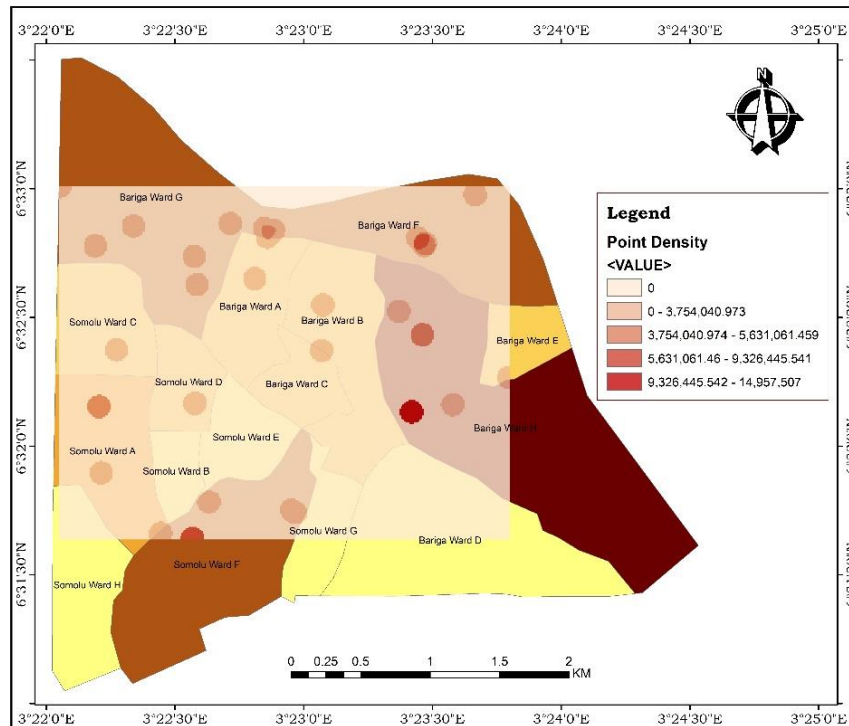 3°22'0"E 3°22'30"E 3°23'0"E 3°23'30"E 3°24'0"E 3°24'30"E 3°25'0"E
N
6°33'0"N
Bariga Ward G
Bariga Ward F
Legend
Point Density
<VALUE>
0
0 - 3,754,040.973
3,754,040.974 - 5,631,061.459
5,631,061.46 - 9,326,445.541
9,326,445.542 - 14,957,507
Bariga Ward A
Somolu Ward C
Bariga Ward B
6°32'30"N
Bariga Ward E
Somolu Ward D
Bariga Ward C
Bariga Ward H
Somolu Ward E
Somolu Ward A
6°32'0"N
Somolu Ward B
Somolu Ward G
Bariga Ward D
Somolu Ward F
Somolu Ward H
6°31'30"N
0 0.25 0.5 1 1.5 2
KM
3°22'0"E 3°22'30"E 3°23'0"E 3°23'30"E 3°24'0"E 3°24'30"E 3°25'0"E